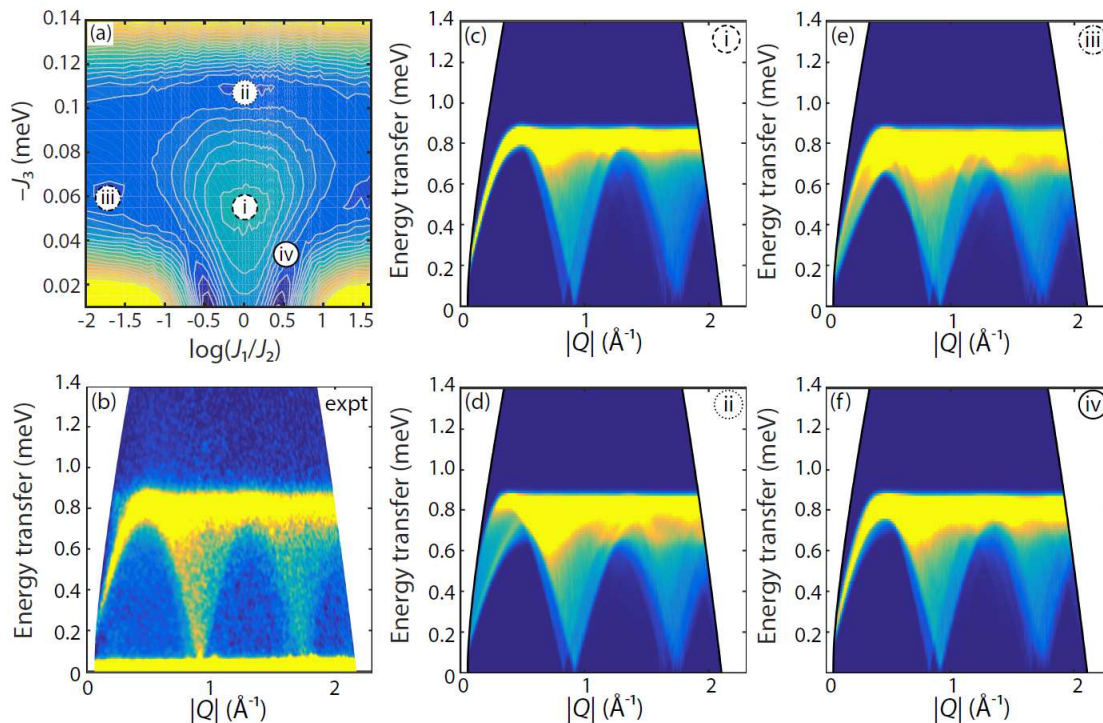 (a)
0.14
0.12
0.1
0.08
0.06
0.04
0.02
-J₃ (meV)
ii
iii
i
iv
-2 -1.5 -1 -0.5 0 0.5 1 1.5
log(J₁/J₂)
(c)
i
1.4
1.2
1.0
0.8
0.6
0.4
0.2
0
Energy transfer (meV)
0 1 2
|Q| (Å⁻¹)
(e)
iii
1.4
1.2
1.0
0.8
0.6
0.4
0.2
0
Energy transfer (meV)
0 1 2
|Q| (Å⁻¹)
(b)
expt
1.4
1.2
1.0
0.8
0.6
0.4
0.2
0
Energy transfer (meV)
0 1 2
|Q| (Å⁻¹)
(d)
ii
1.4
1.2
1.0
0.8
0.6
0.4
0.2
0
Energy transfer (meV)
0 1 2
|Q| (Å⁻¹)
(f)
iv
1.4
1.2
1.0
0.8
0.6
0.4
0.2
0
Energy transfer (meV)
0 1 2
|Q| (Å⁻¹)